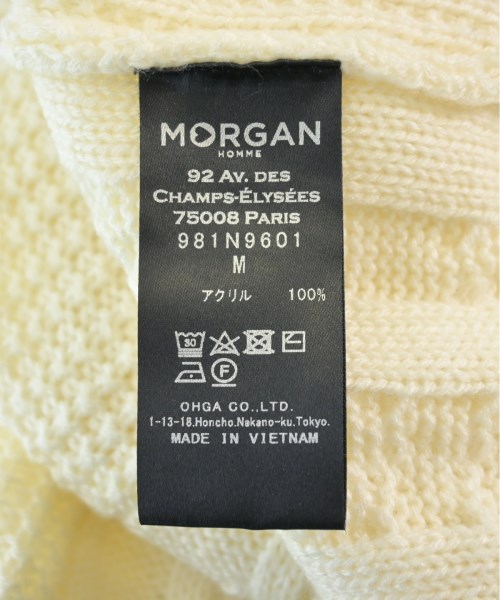 MORGAN
HOMME
92 AV. DES
CHAMPS-ÉLYSÉES
75008 PARIS
981N9601
M
アクリル 100%
30
F
OHGA CO.,LTD.
1-13-18.Honcho.Nakano-ku.Tokyo.
MADE IN VIETNAM